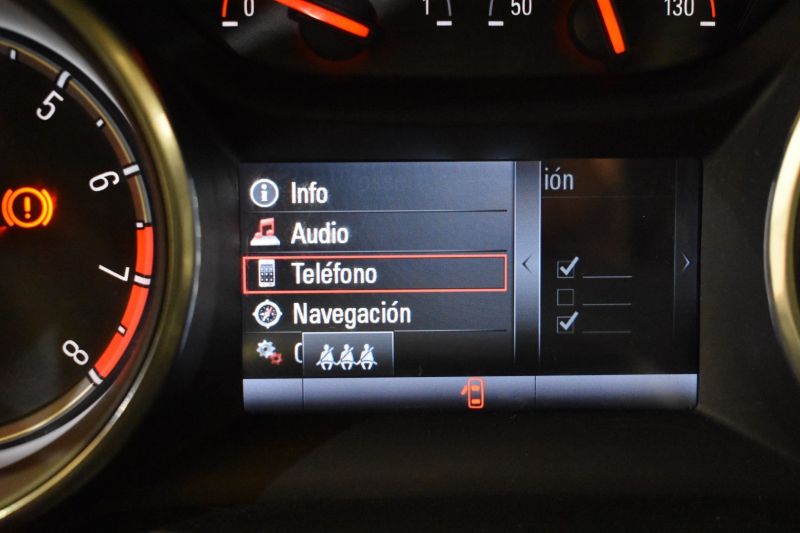 0
1
50
130
5
6
7
8
Info
ión
Audio
Teléfono
Navegación